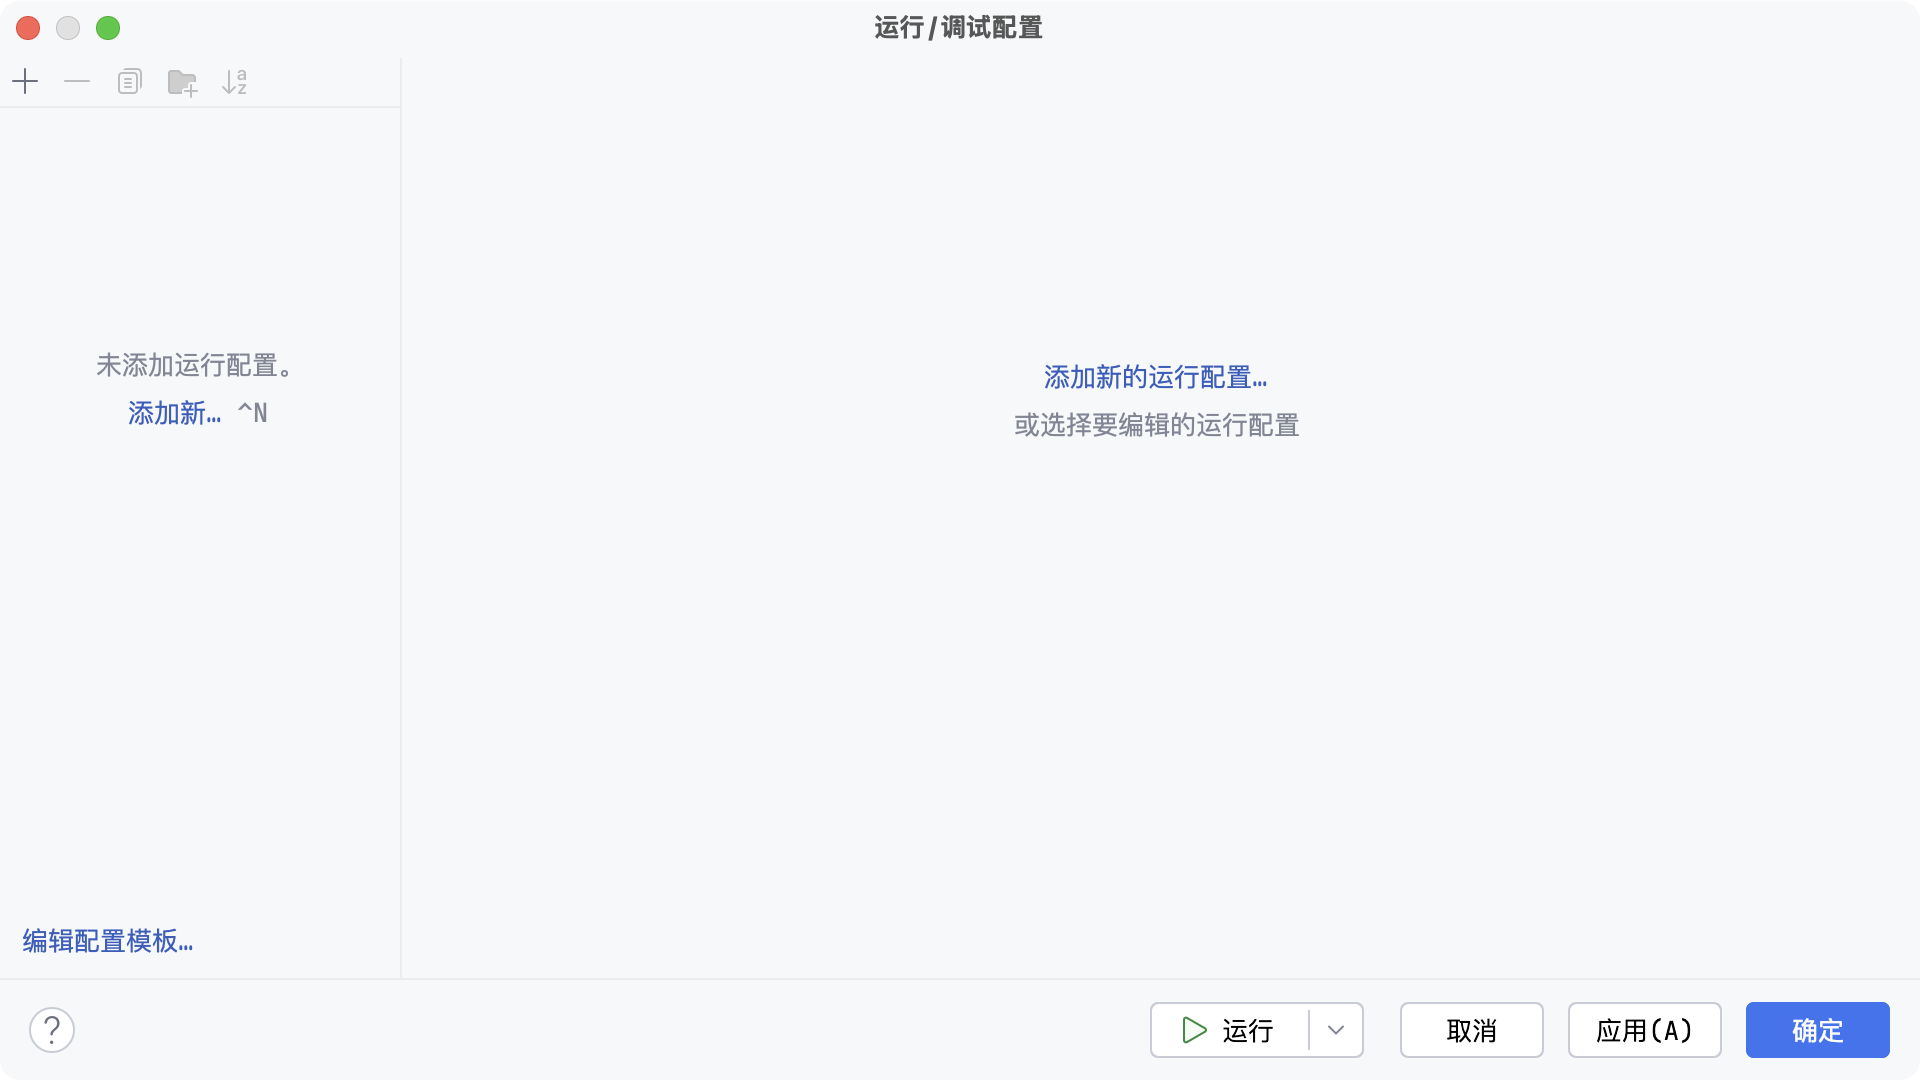 运行/调试配置
未添加运行配置。
添加新… ^N
添加新的运行配置…
或选择要编辑的运行配置
编辑配置模板…
?
运行
取消
应用(A)
确定